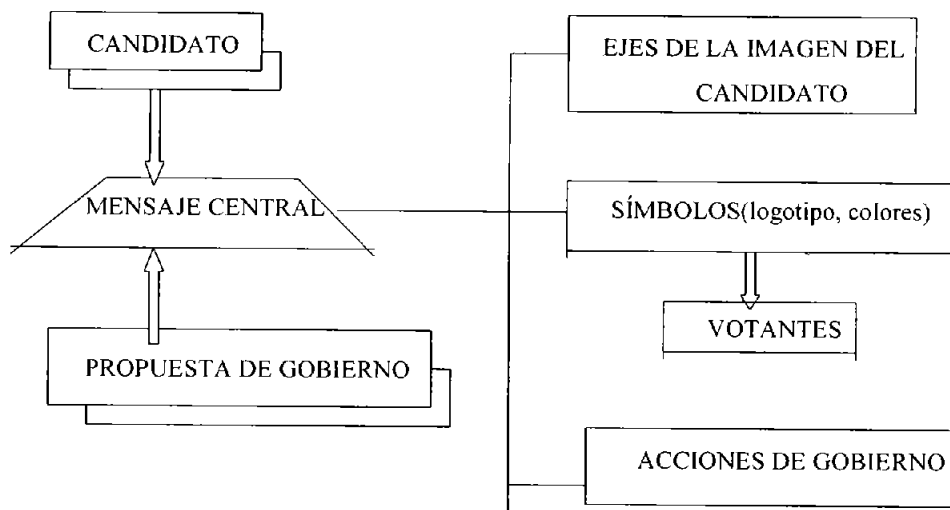 CANDIDATO
EJES DE LA IMAGEN DEL
CANDIDATO
MENSAJE CENTRAL
SÍMBOLOS(logotipo, colores)
VOTANTES
PROPUESTA DE GOBIERNO
ACCIONES DE GOBIERNO